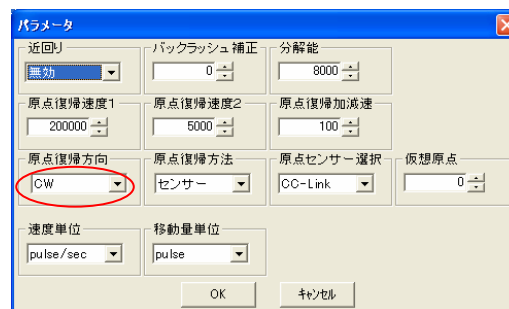 パラメータ
近回り バックラッシュ補正 分解能
無効 0 8000
原点復帰速度1 原点復帰速度2 原点復帰加減速
200000 5000 100
原点復帰方向 原点復帰方法 原点センサー選択 仮想原点
CW センサー CC-Link 0
速度単位 移動量単位
pulse/sec pulse
OK キャンセル